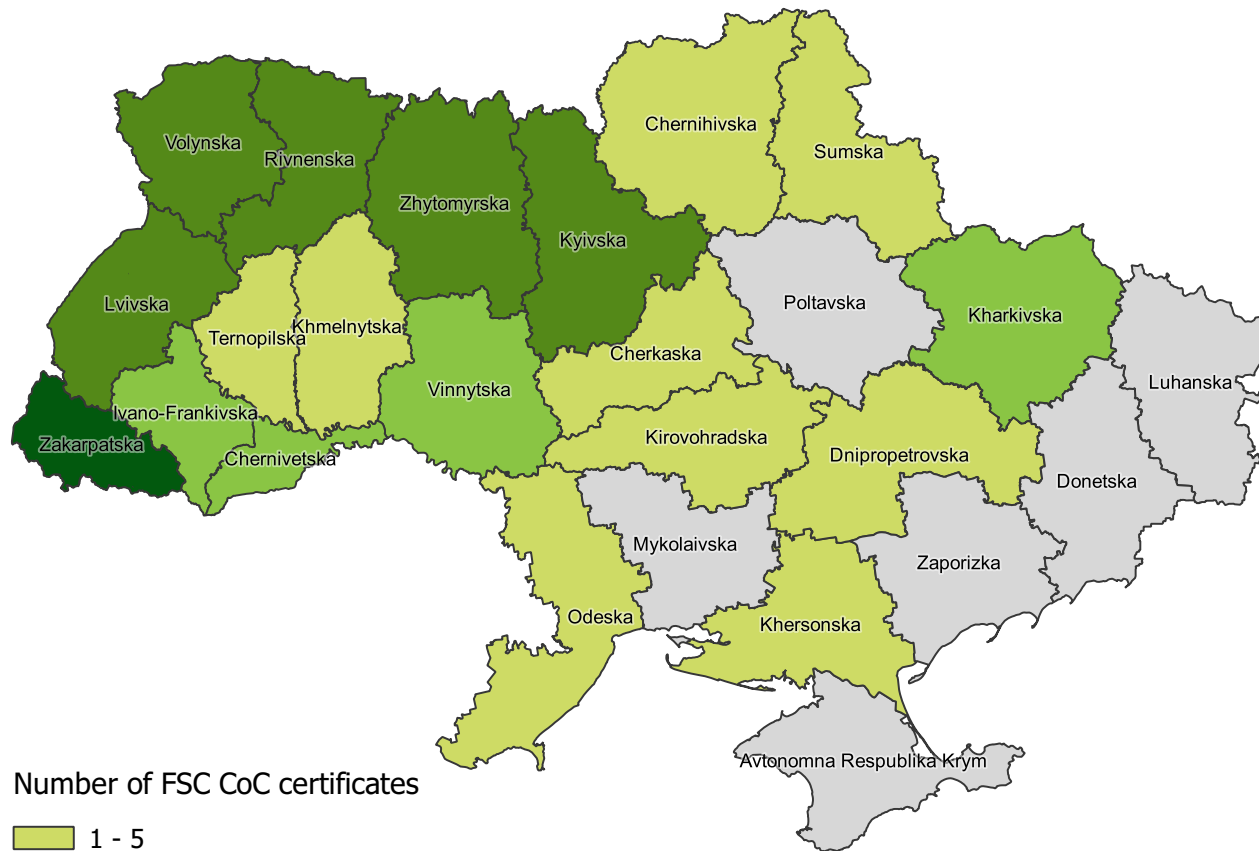 Chernihivska
Sumska
Volynska
Rivnenska
Zhytomyrska
Kyivska
Lvivska
Ternopilska
Khmelnytska
Poltavska
Kharkivska
Cherkaska
Luhanska
Vinnytska
Ivano-Frankivska
Zakarpatska
Chernivetska
Kirovohradska
Dnipropetrovska
Donetska
Mykolaivska
Zaporizka
Odeska
Khersonska
Avtonomna Respublika Krym
Number of FSC CoC certificates
1 - 5